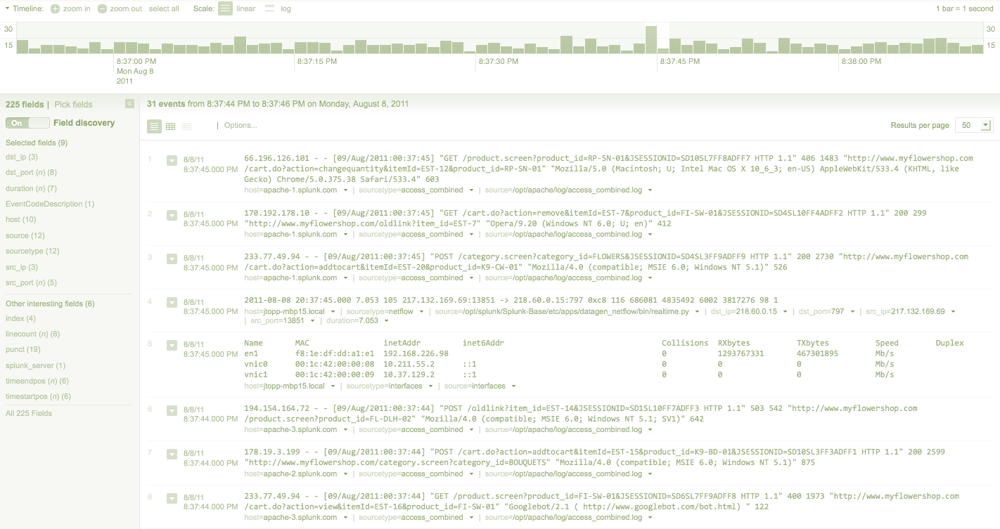 Timeline: zoom in zoom out select all Scale: linear log 1 bar = 1 second
30 30
15 15
8:37:00 PM 8:37:15 PM 8:37:30 PM 8:37:45 PM 8:38:00 PM
Mon Aug 8
2011
225 fields | Pick fields
On Field discovery
Selected fields (9)
dst_ip (3)
dst_port (n) (8)
duration (n) (7)
EventCodeDescription (1)
host (10)
source (12)
sourcetype (12)
src_ip (3)
src_port (n) (5)
Other interesting fields (6)
index (4)
linecount (n) (8)
punct (19)
splunk_server (1)
timeendpos (n) (6)
timestartpos (n) (6)
All 225 Fields
31 events from 8:37:44 PM to 8:37:46 PM on Monday, August 8, 2011
| Options... Results per page 50
1 8/8/11 66.196.126.101 - - [09/Aug/2011:00:37:45] "GET /product.screen?product_id=RP-SN-01&JSESSIONID=SD10SL7FF8ADFF7 HTTP 1.1" 406 1483 "http://www.myflowershop.com
8:37:45.000 PM /cart.do?action=changequantity&itemId=EST-12&product_id=RP-SN-01" "Mozilla/5.0 (Macintosh; U; Intel Mac OS X 10_6_3; en-US) AppleWebKit/533.4 (KHTML, like
Gecko) Chrome/5.0.375.38 Safari/533.4" 603
host=apache-1.splunk.com | sourcetype=access_combined | source=/opt/apache/log/access_combined.log
2 8/8/11 170.192.178.10 - - [09/Aug/2011:00:37:45] "GET /cart.do?action=remove&itemId=EST-7&product_id=FI-SW-01&JSESSIONID=SD4SL10FF4ADFF2 HTTP 1.1" 200 299
8:37:45.000 PM "http://www.myflowershop.com/oldlink?item_id=EST-7" "Opera/9.20 (Windows NT 6.0; U; en)" 412
host=apache-1.splunk.com | sourcetype=access_combined | source=/opt/apache/log/access_combined.log
3 8/8/11 233.77.49.94 - - [09/Aug/2011:00:37:45] "POST /category.screen?category_id=FLOWERS&JSESSIONID=SD4SL3FF9ADFF9 HTTP 1.1" 200 2730 "http://www.myflowershop.com
8:37:45.000 PM /cart.do?action=addtocart&itemId=EST-20&product_id=K9-CW-01" "Mozilla/4.0 (compatible; MSIE 6.0; Windows NT 5.1)" 526
host=apache-1.splunk.com | sourcetype=access_combined | source=/opt/apache/log/access_combined.log
4 8/8/11 2011-08-08 20:37:45.000 7.053 105 217.132.169.69:13851 -> 218.60.0.15:797 0xc8 116 686081 4835492 6002 3817276 98 1
8:37:45.000 PM host=jtopp-mbp15.local | sourcetype=netflow | source=/opt/splunk/Splunk-Base/etc/apps/datagen_netflow/bin/realtime.py | dst_ip=218.60.0.15 | dst_port=797 | src_ip=217.132.169.69
| src_port=13851 | duration=7.053
5 8/8/11 Name MAC inetAddr inet6Addr Collisions RXbytes TXbytes Speed Duplex
8:37:45.000 PM en1 f8:1e:df:dd:a1:e1 192.168.226.98 0 1293767331 467301895 Mb/s
vnic0 00:1c:42:00:00:08 10.211.55.2 ::1 0 0 0 Mb/s
vnic1 00:1c:42:00:00:09 10.37.129.2 ::1 0 0 0 Mb/s
host=jtopp-mbp15.local | sourcetype=interfaces | source=interfaces
6 8/8/11 194.154.164.72 - - [09/Aug/2011:00:37:44] "POST /oldlink?item_id=EST-14&JSESSIONID=SD1SL10FF7ADFF3 HTTP 1.1" 503 542 "http://www.myflowershop.com
8:37:44.000 PM /product.screen?product_id=FL-DLH-02" "Mozilla/4.0 (compatible; MSIE 6.0; Windows NT 5.1; SV1)" 642
host=apache-3.splunk.com | sourcetype=access_combined | source=/opt/apache/log/access_combined.log
7 8/8/11 178.19.3.199 - - [09/Aug/2011:00:37:44] "POST /cart.do?action=addtocart&itemId=EST-15&product_id=K9-BD-01&JSESSIONID=SD10SL3FF3ADFF1 HTTP 1.1" 200 2599
8:37:44.000 PM "http://www.myflowershop.com/category.screen?category_id=BOUQUETS" "Mozilla/4.0 (compatible; MSIE 6.0; Windows NT 5.1)" 875
host=apache-2.splunk.com | sourcetype=access_combined | source=/opt/apache/log/access_combined.log
8 8/8/11 233.77.49.94 - - [09/Aug/2011:00:37:44] "GET /product.screen?product_id=FI-SW-01&JSESSIONID=SD6SL7FF9ADFF8 HTTP 1.1" 400 1973 "http://www.myflowershop.com
8:37:44.000 PM /cart.do?action=view&itemId=EST-16&product_id=FI-SW-01" "Googlebot/2.1 ( http://www.googlebot.com/bot.html) " 122
host=apache-3.splunk.com | sourcetype=access_combined | source=/opt/apache/log/access_combined.log